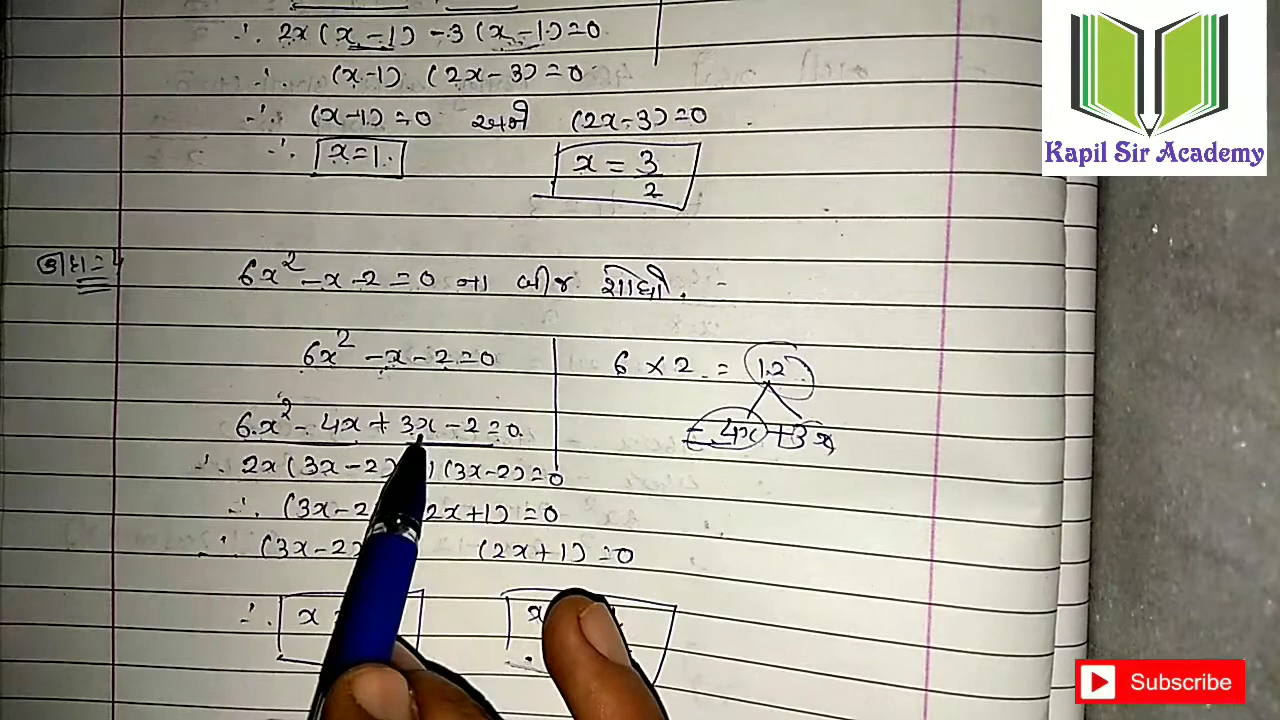 ∴ 2x (x-1) -3 (x-1)=0
∴ (x-1) (2x-3)=0
∴ (x-1)=0 અને (2x-3)=0
∴ x=1 x = 3/2
6x² -x-2=0 ના બીજ શોધો.
6x² -x-2=0 6 × 2 = 12
6x² - 4x + 3x -2=0 - 4x +3x
∴ 2x (3x-2) 1 (3x-2)=0
∴ (3x-2 2x+1)=0
∴ (3x-2 (2x+1)=0
∴ x x
Kapil Sir Academy
Subscribe